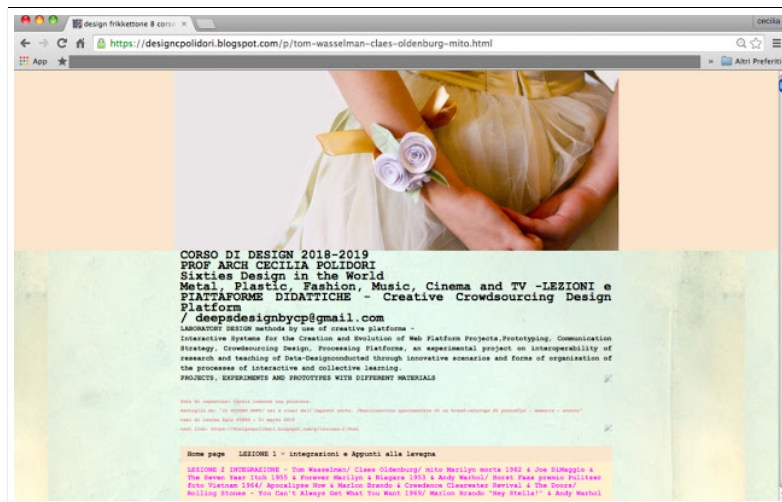 design frikkettone 8 corso
cecilia
https://designcpolidori.blogspot.com/p/tom-wasselman-claes-oldenburg-mito.html
App
» Altri Preferiti
CORSO DI DESIGN 2018-2019
PROF ARCH CECILIA POLIDORI
Sixties Design in the World
Metal, Plastic, Fashion, Music, Cinema and TV -LEZIONI e
PIATTAFORME DIDATTICHE - Creative Crowdsourcing Design
Platform
/ deepsdesignbycp@gmail.com
LABORATORY DESIGN methods by use of creative platforms -
Interactive Systems for the Creation and Evolution of Web Platform Projects,Prototyping, Communication
Strategy, Crowdsourcing Design, Processing Platforms, an experimental project on interoperability of
research and teaching of Data-Designconducted through innovative scenarios and forms of organisation of
the processes of interactive and collective learning.
PROJECTS, EXPERIMENTS AND PROTOTYPES WITH DIFFERENT MATERIALS
Home page LEZIONE 1 - integrazioni e Appunti alla lavagna
LEZIONE 2 INTEGRAZIONE - Tom Wasselman/ Claes Oldenburg/ mito Marilyn morta 1962 & Joe DiMaggio &
The Seven Year Itch 1955 & Forever Marilyn & Niagara 1953 & Andy Warhol/ Horst Faas premio Pulitzer
foto Vietnam 1964/ Apocalipse Now & Marlon Brando & Creedance Clearwater Revival & The Doors/
Rolling Stones - You Can't Always Get What You Want 1969/ Marlon Brando "Hey Stella!" & Andy Warhol